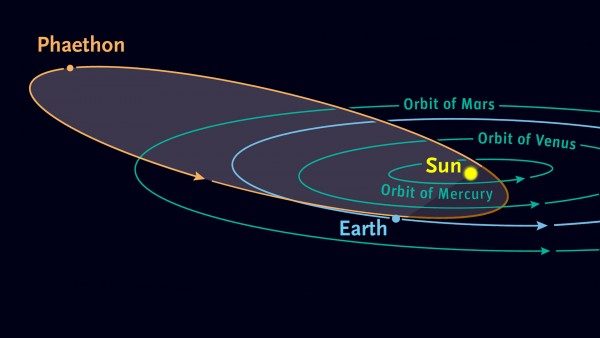 Phaethon
Orbit of Mars
Orbit of Venus
Sun
Orbit of Mercury
Earth